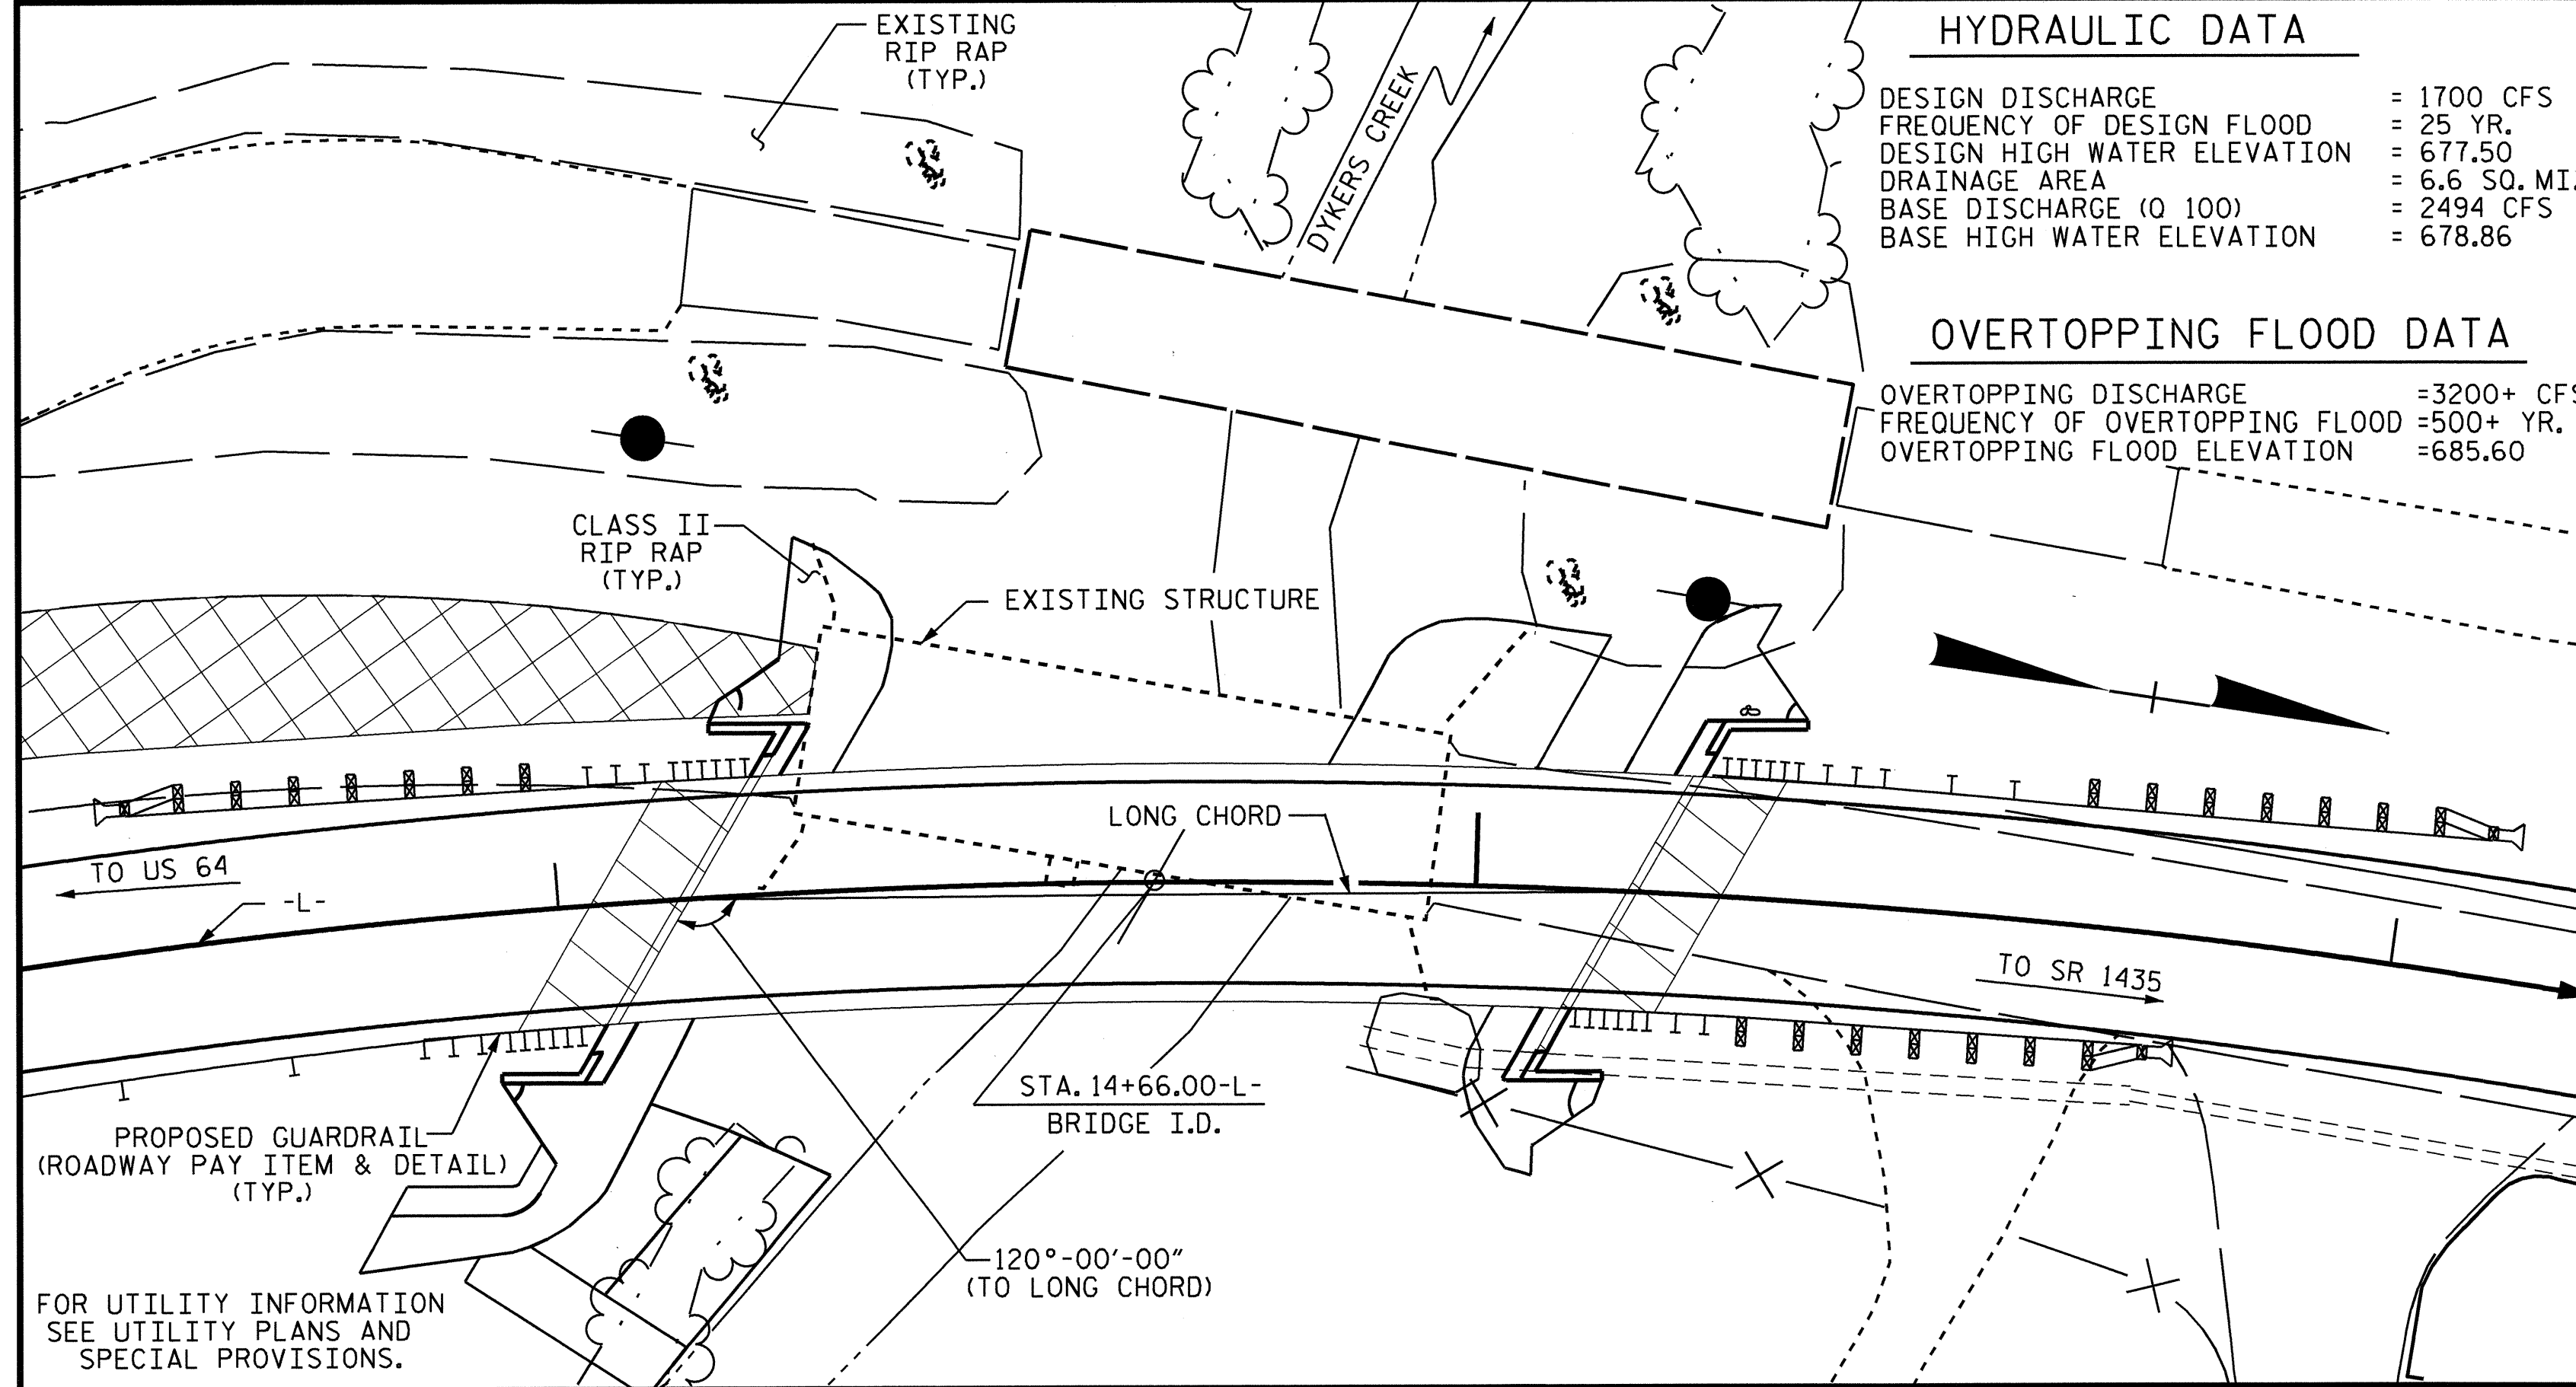 EXISTING
RIP RAP
(TYP.)
DYKERS CREEK
HYDRAULIC DATA
DESIGN DISCHARGE = 1700 CFS
FREQUENCY OF DESIGN FLOOD = 25 YR.
DESIGN HIGH WATER ELEVATION = 677.50
DRAINAGE AREA = 6.6 SQ.MI.
BASE DISCHARGE (Q 100) = 2494 CFS
BASE HIGH WATER ELEVATION = 678.86
OVERTOPPING FLOOD DATA
OVERTOPPING DISCHARGE =3200+ CFS
FREQUENCY OF OVERTOPPING FLOOD =500+ YR.
OVERTOPPING FLOOD ELEVATION =685.60
CLASS II
RIP RAP
(TYP.)
EXISTING STRUCTURE
LONG CHORD
TO US 64
-L-
TO SR 1435
STA. 14+66.00-L-
BRIDGE I.D.
PROPOSED GUARDRAIL
(ROADWAY PAY ITEM & DETAIL)
(TYP.)
120°-00'-00"
(TO LONG CHORD)
FOR UTILITY INFORMATION
SEE UTILITY PLANS AND
SPECIAL PROVISIONS.